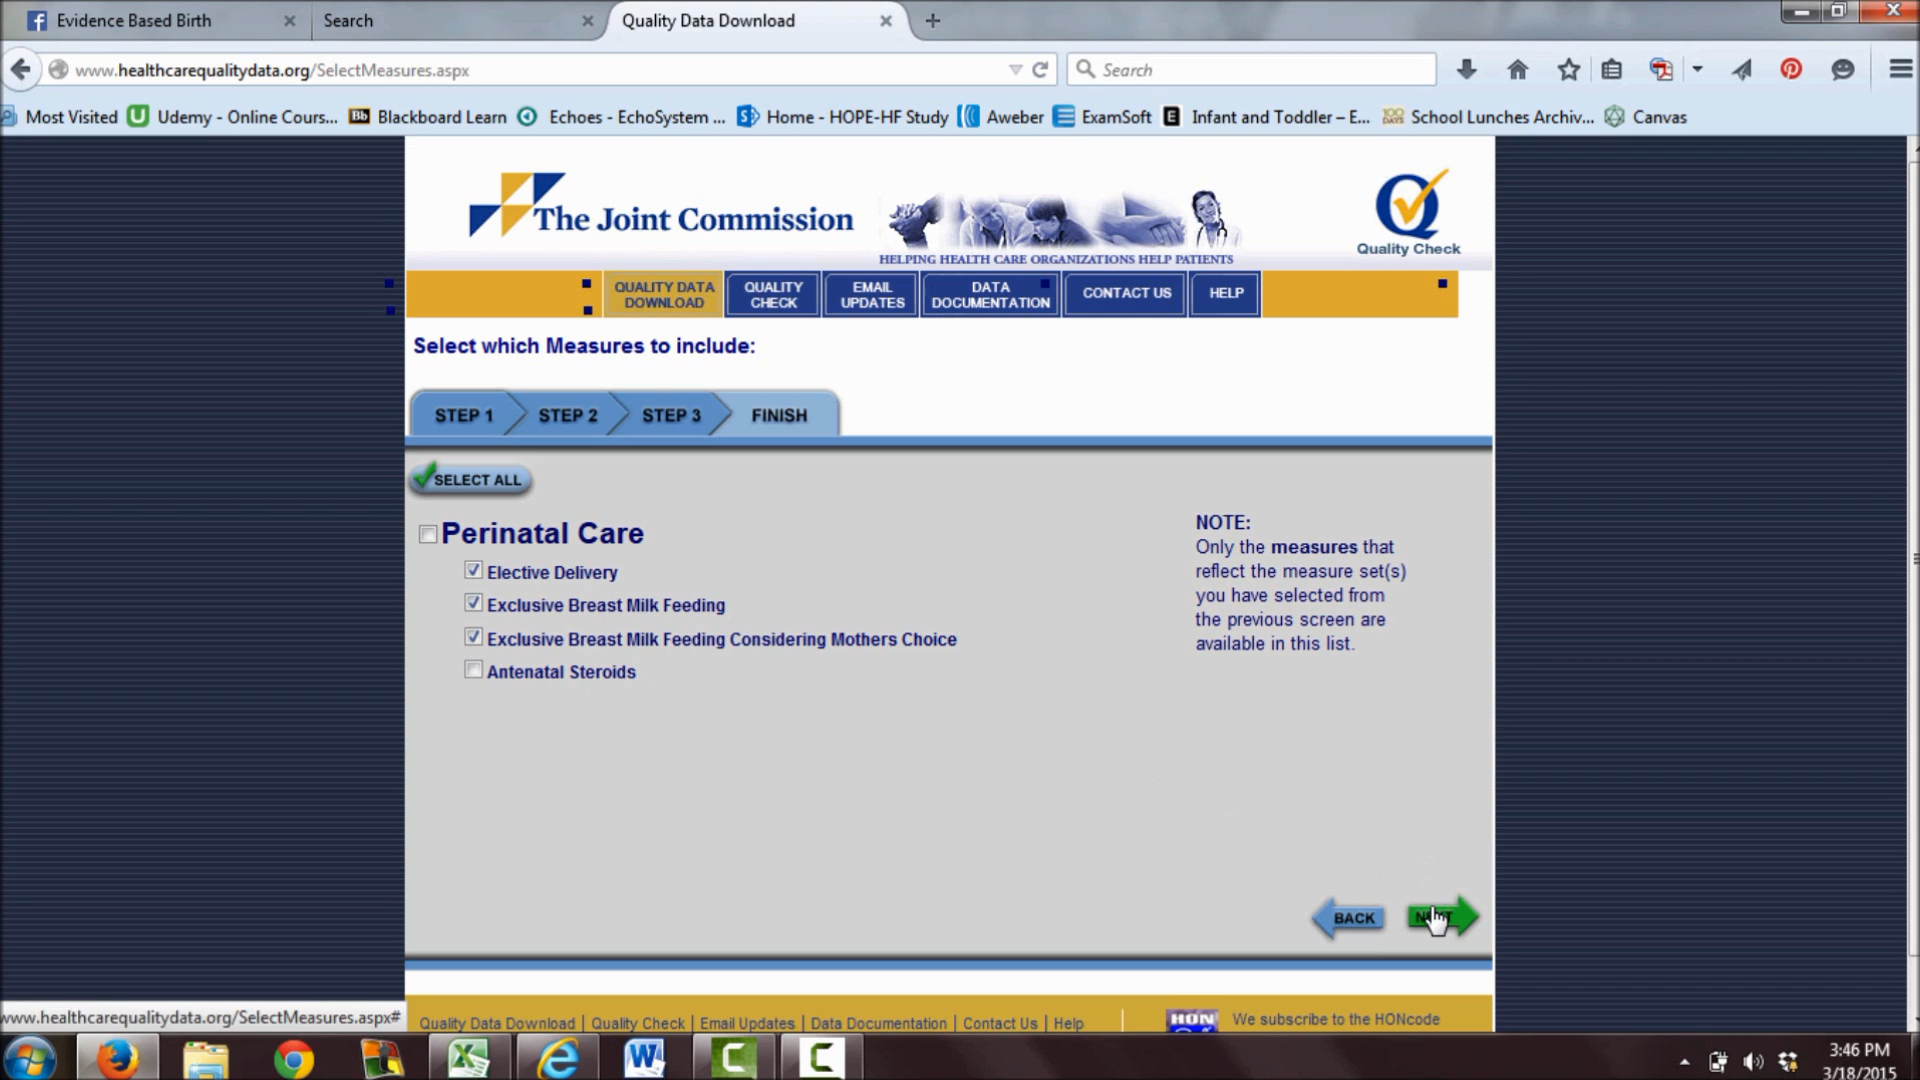 Evidence Based Birth
Search
Quality Data Download
www.healthcarequalitydata.org/SelectMeasures.aspx
Search
Most Visited
Udemy - Online Cours...
Bb
Blackboard Learn
Echoes - EchoSystem ...
Home - HOPE-HF Study
Aweber
ExamSoft
E
Infant and Toddler – E...
100 DAYS
School Lunches Archiv...
Canvas
The Joint Commission
HELPING HEALTH CARE ORGANIZATIONS HELP PATIENTS
Quality Check
QUALITY DATA
DOWNLOAD
QUALITY
CHECK
EMAIL
UPDATES
DATA
DOCUMENTATION
CONTACT US
HELP
Select which Measures to include:
STEP 1
STEP 2
STEP 3
FINISH
SELECT ALL
Perinatal Care
Elective Delivery
Exclusive Breast Milk Feeding
Exclusive Breast Milk Feeding Considering Mothers Choice
Antenatal Steroids
NOTE:
Only the measures that
reflect the measure set(s)
you have selected from
the previous screen are
available in this list.
BACK
NEXT
www.healthcarequalitydata.org/SelectMeasures.aspx#
Quality Data Download | Quality Check | Email Updates | Data Documentation | Contact Us | Help
HON
We subscribe to the HONcode
3:46 PM
3/18/2015